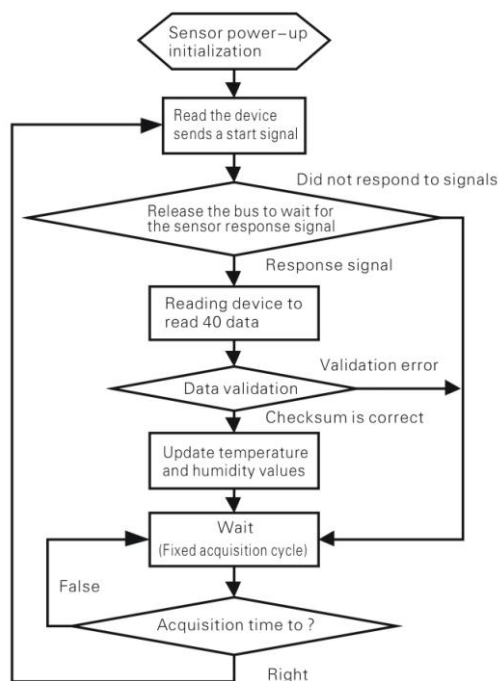 Sensor power-up
initialization
Read the device
sends a start signal
Did not respond to signals
Release the bus to wait for
the sensor response signal
Response signal
Reading device to
read 40 data
Validation error
Data validation
Checksum is correct
Update temperature
and humidity values
Wait
(Fixed acquisition cycle)
False
Acquisition time to ?
Right